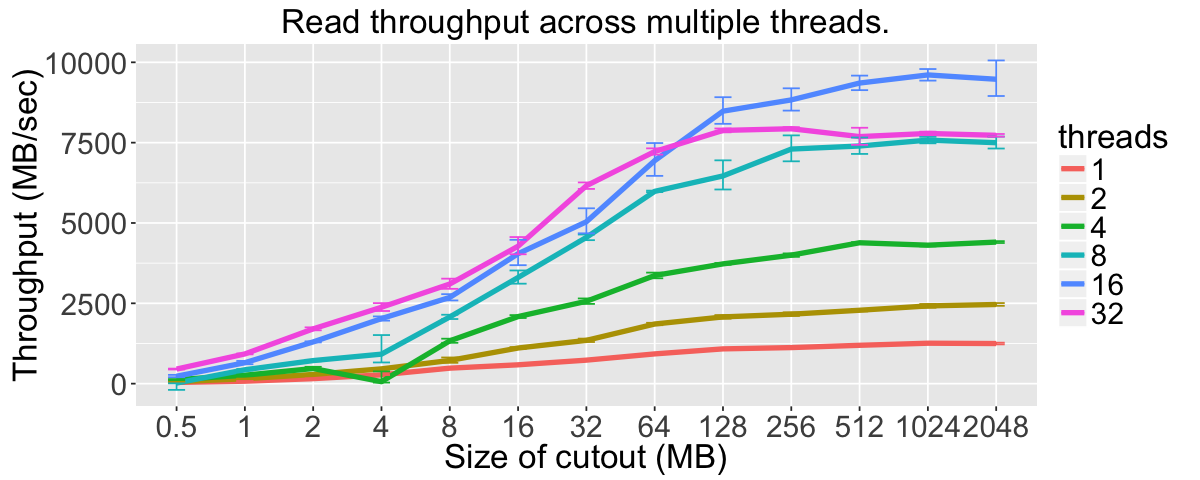 Read throughput across multiple threads.
Throughput (MB/sec)
10000
7500
5000
2500
0
0.5 1 2 4 8 16 32 64 128 256 512 1024 2048
Size of cutout (MB)
threads
1
2
4
8
16
32